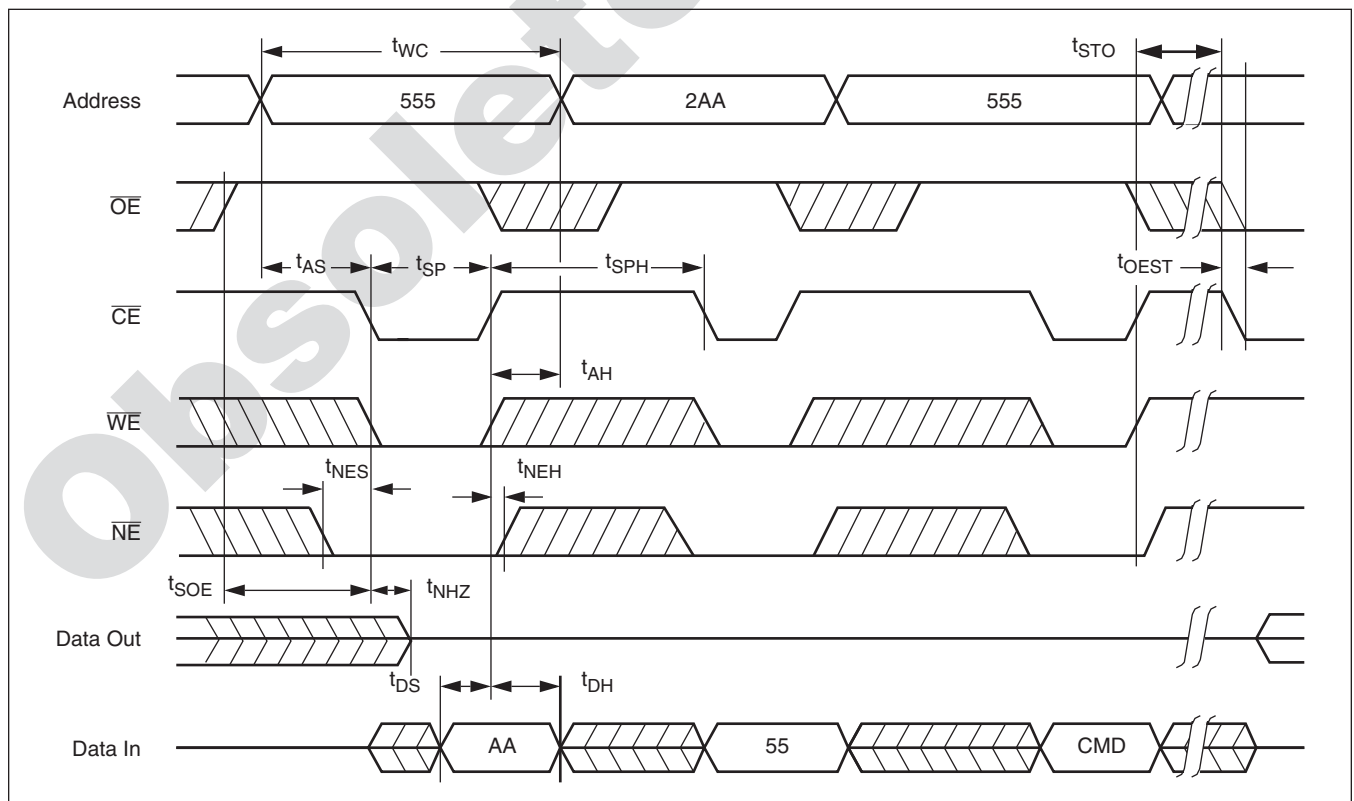 tWC
tSTO
Address 555 2AA 555
OE
tAS tSP tSPH tOEST
CE
tAH
WE
tNES tNEH
NE
tSOE tNHZ
Data Out
tDS tDH
Data In AA 55 CMD
Obsolete